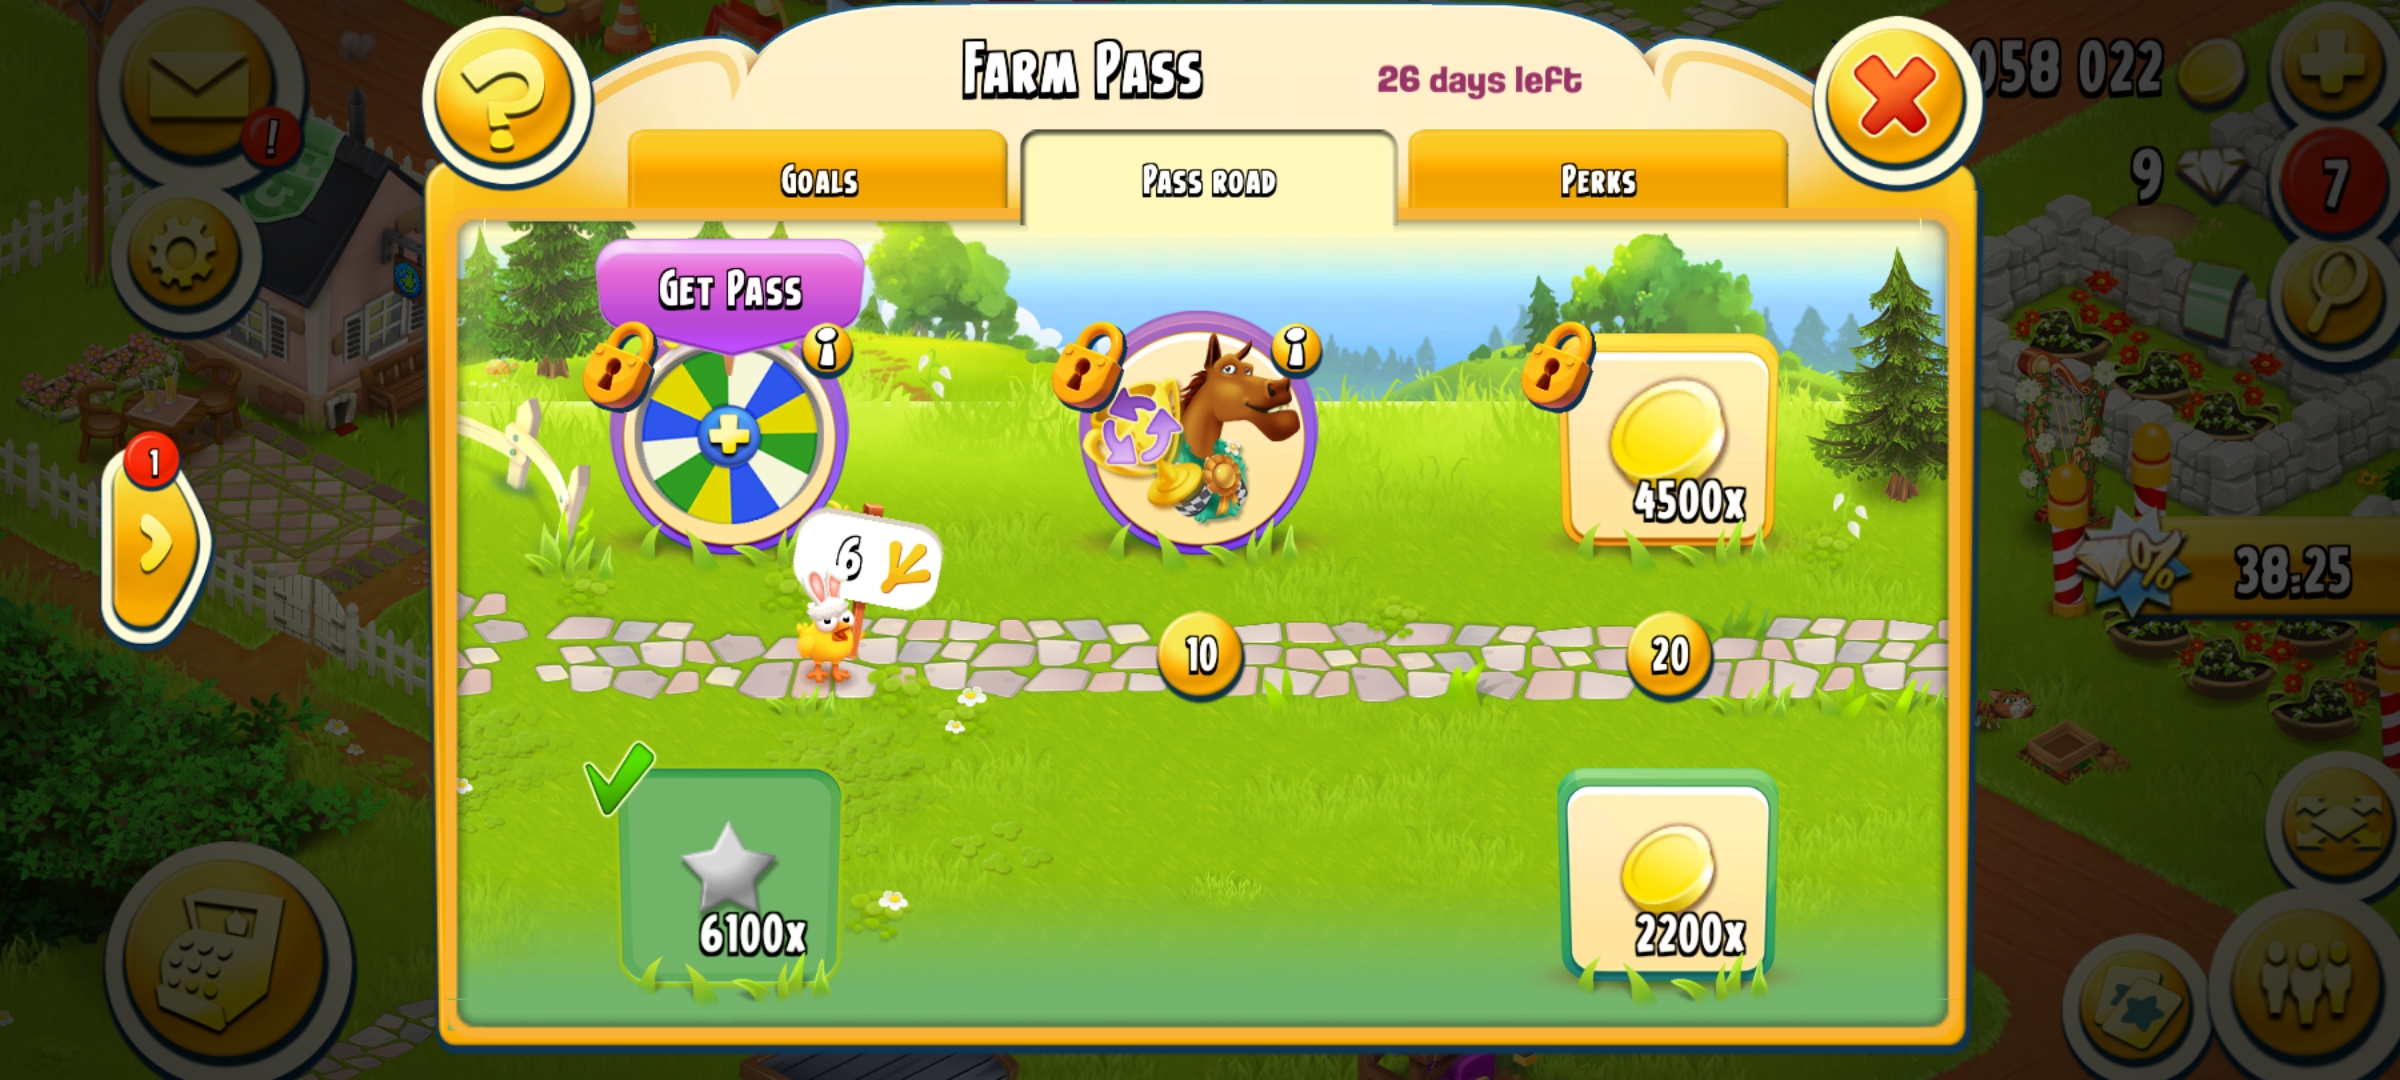 FARM PASS
26 days left
058 022
GOALS
PASS ROAD
PERKS
!
9
7
GET PASS
1
4500x
6
0%
38:25
10
20
6100x
2200x